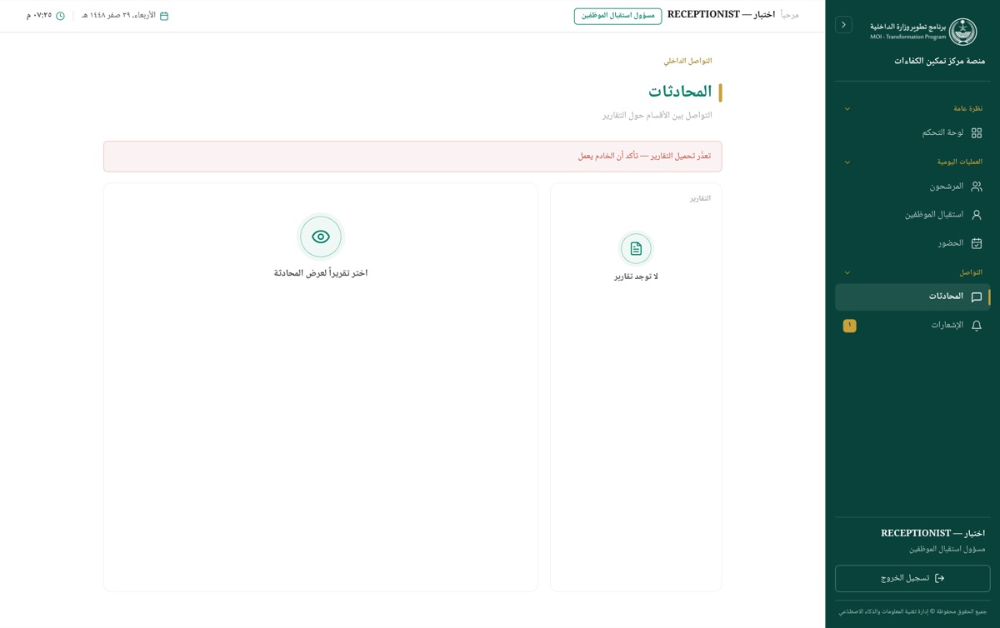 برنامج تطوير وزارة الداخلية
MOI - Transformation Program
منصة مركز تمكين الكفاءات
نظرة عامة
لوحة التحكم
العمليات اليومية
المرشحون
استقبال الموظفين
الحضور
التواصل
المحادثات
الإشعارات
١
اختبار — RECEPTIONIST
مسؤول استقبال الموظفين
تسجيل الخروج
جميع الحقوق محفوظة © إدارة تقنية المعلومات والذكاء الاصطناعي
مرحباً اختبار — RECEPTIONIST مسؤول استقبال الموظفين
الأربعاء، ٢٩ صفر ١٤٤٨ هـ
٠٧:٢٥ م
التواصل الداخلي
المحادثات
التواصل بين الأقسام حول التقارير
تعذّر تحميل التقارير — تأكد أن الخادم يعمل
التقارير
لا توجد تقارير
اختر تقريراً لعرض المحادثة